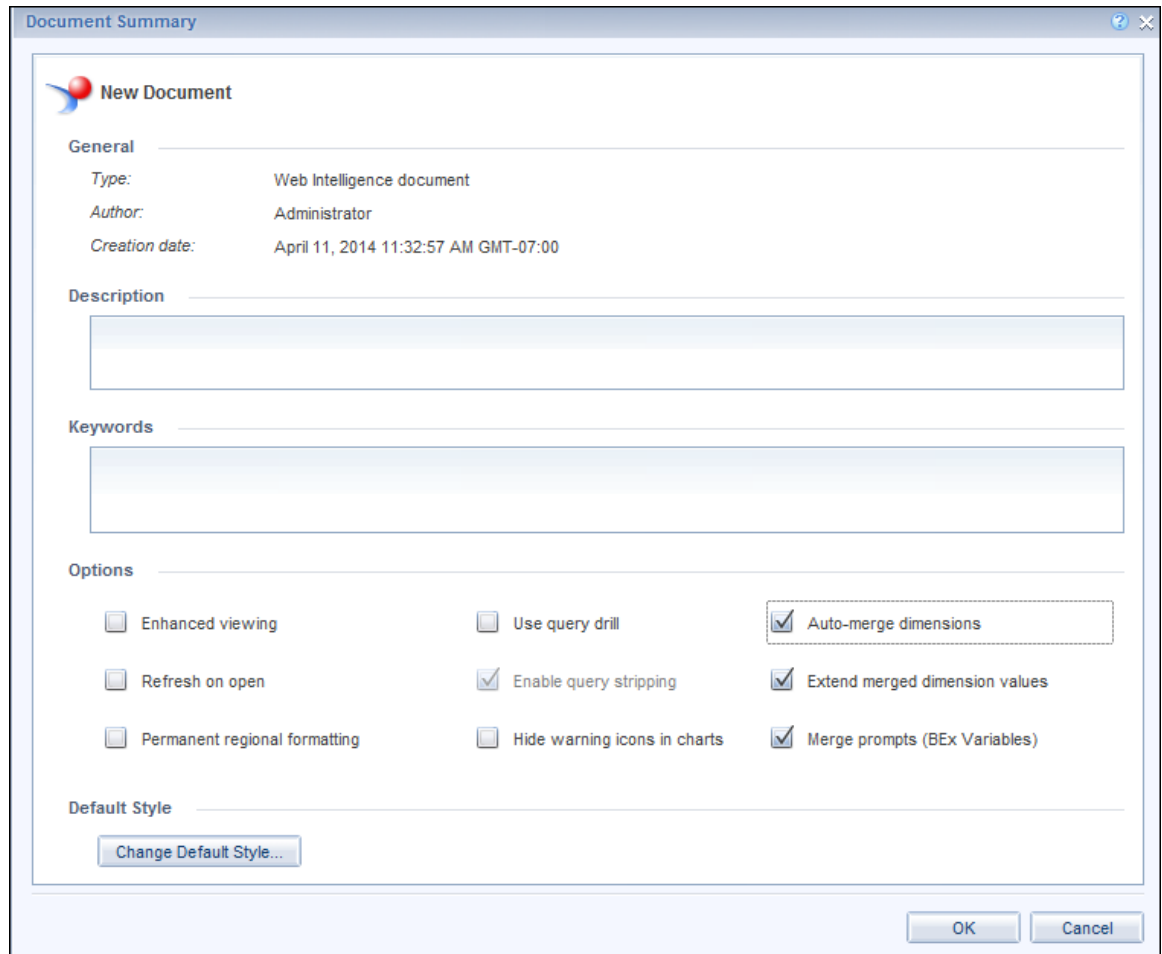 Document Summary
New Document
General
Type: Web Intelligence document
Author: Administrator
Creation date: April 11, 2014 11:32:57 AM GMT-07:00
Description
Keywords
Options
Enhanced viewing Use query drill Auto-merge dimensions
Refresh on open Enable query stripping Extend merged dimension values
Permanent regional formatting Hide warning icons in charts Merge prompts (BEx Variables)
Default Style
Change Default Style...
OK Cancel